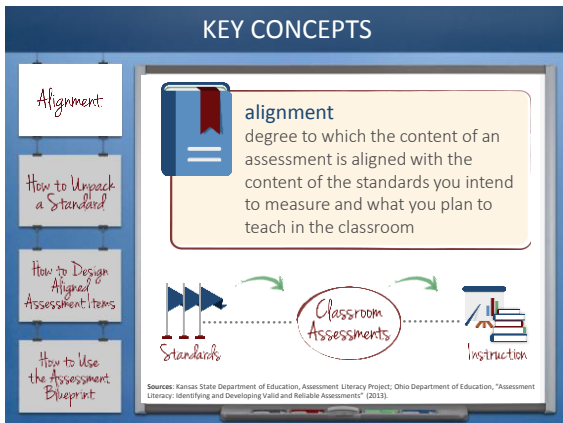 KEY CONCEPTS
Alignment
How to Unpack
a Standard
How to Design
Aligned
Assessment Items
How to Use
the Assessment
Blueprint
alignment
degree to which the content of an
assessment is aligned with the
content of the standards you intend
to measure and what you plan to
teach in the classroom
Standards
Classroom
Assessments
Instruction
Sources: Kansas State Department of Education, Assessment Literacy Project; Ohio Department of Education, "Assessment
Literacy: Identifying and Developing Valid and Reliable Assessments" (2013).